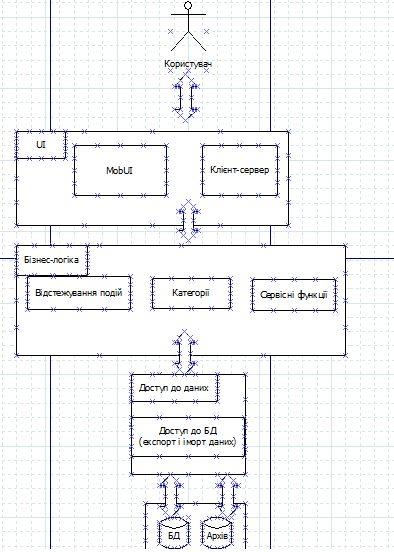 Користувач
UI
MobUI
Клієнт-сервер
Бізнес-логіка
Відстежування подій
Категорії
Сервісні функції
Доступ до даних
Доступ до БД
(експорт і іморт даних)
БД
Архів